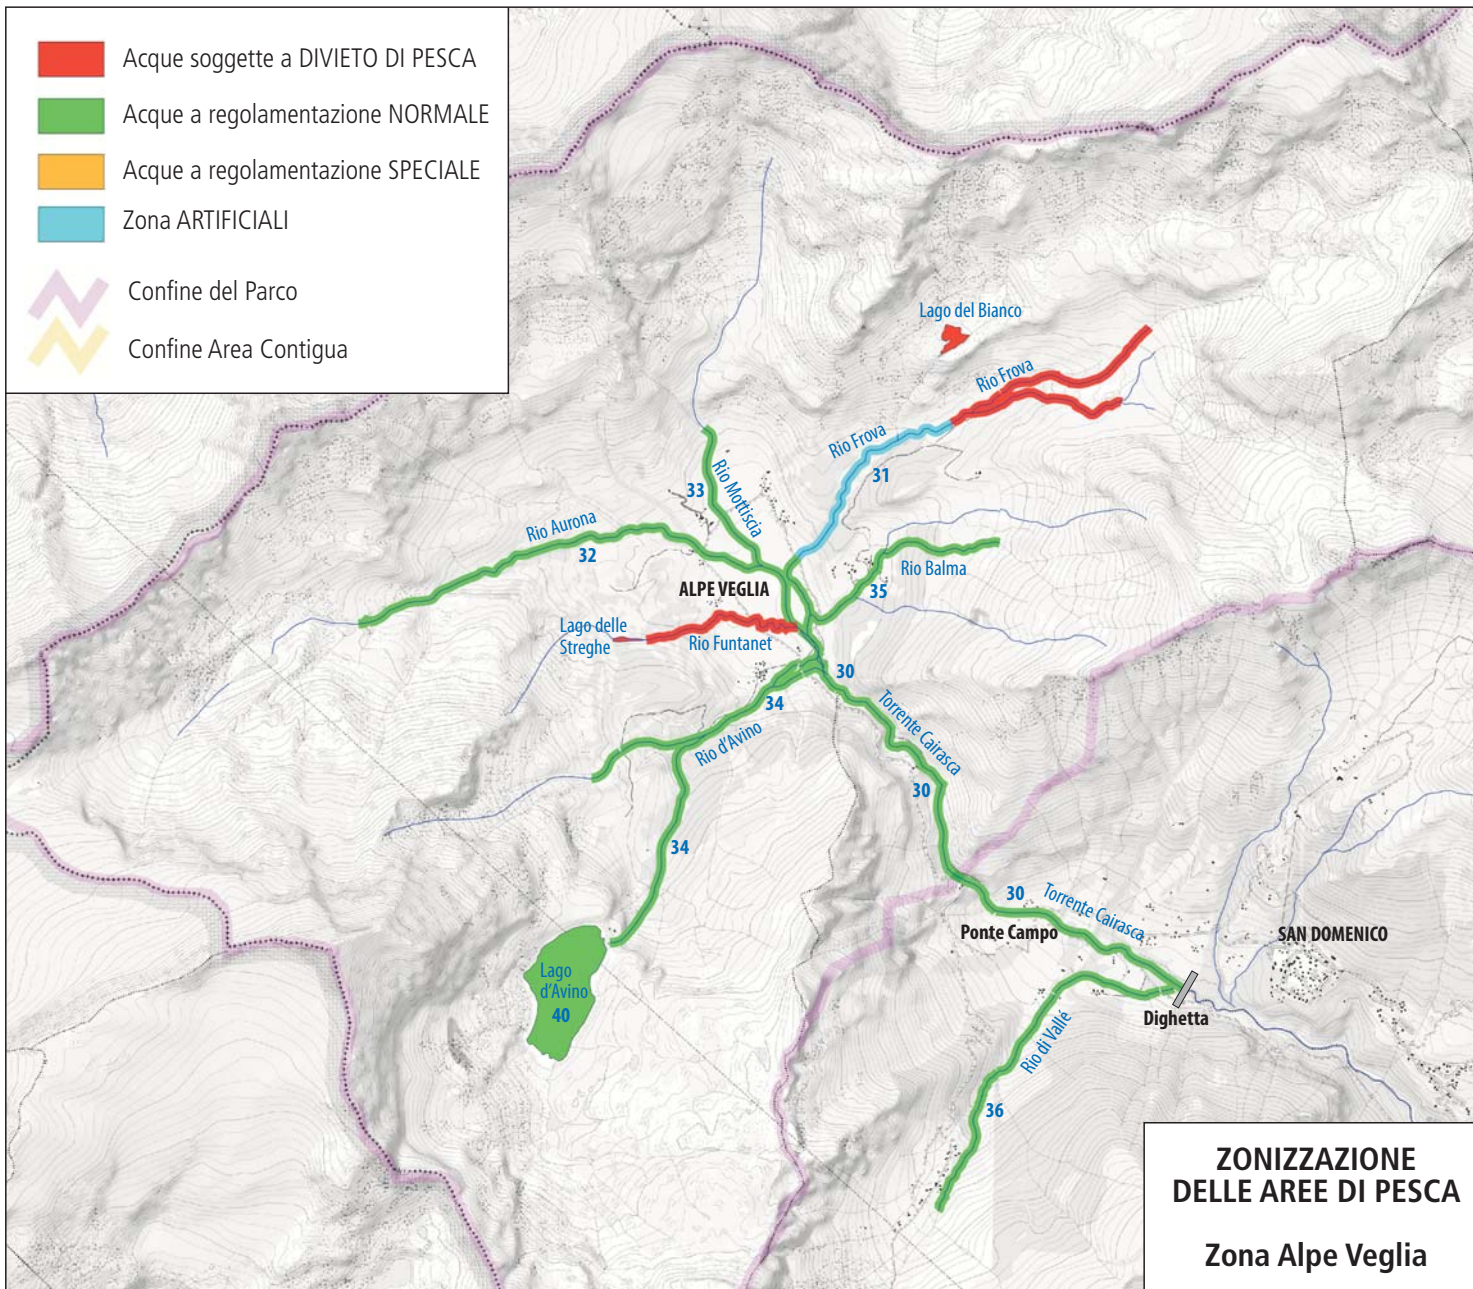 Acque soggette a DIVIETO DI PESCA
Acque a regolamentazione NORMALE
Acque a regolamentazione SPECIALE
Zona ARTIFICIALI
Confine del Parco
Confine Area Contigua
Lago del Bianco
Rio Frova
Rio Frova
31
Rio Mottiscia
33
Rio Aurona
32
ALPE VEGLIA
Rio Balma
35
Lago delle
Streghe
Rio Funtanet
30
34
Rio d'Avino
Torrente Cairasca
30
34
30
Torrente Cairasca
Ponte Campo
SAN DOMENICO
Lago
d'Avino
40
Dighetta
Rio di Vallé
36
ZONIZZAZIONE
DELLE AREE DI PESCA
Zona Alpe Veglia